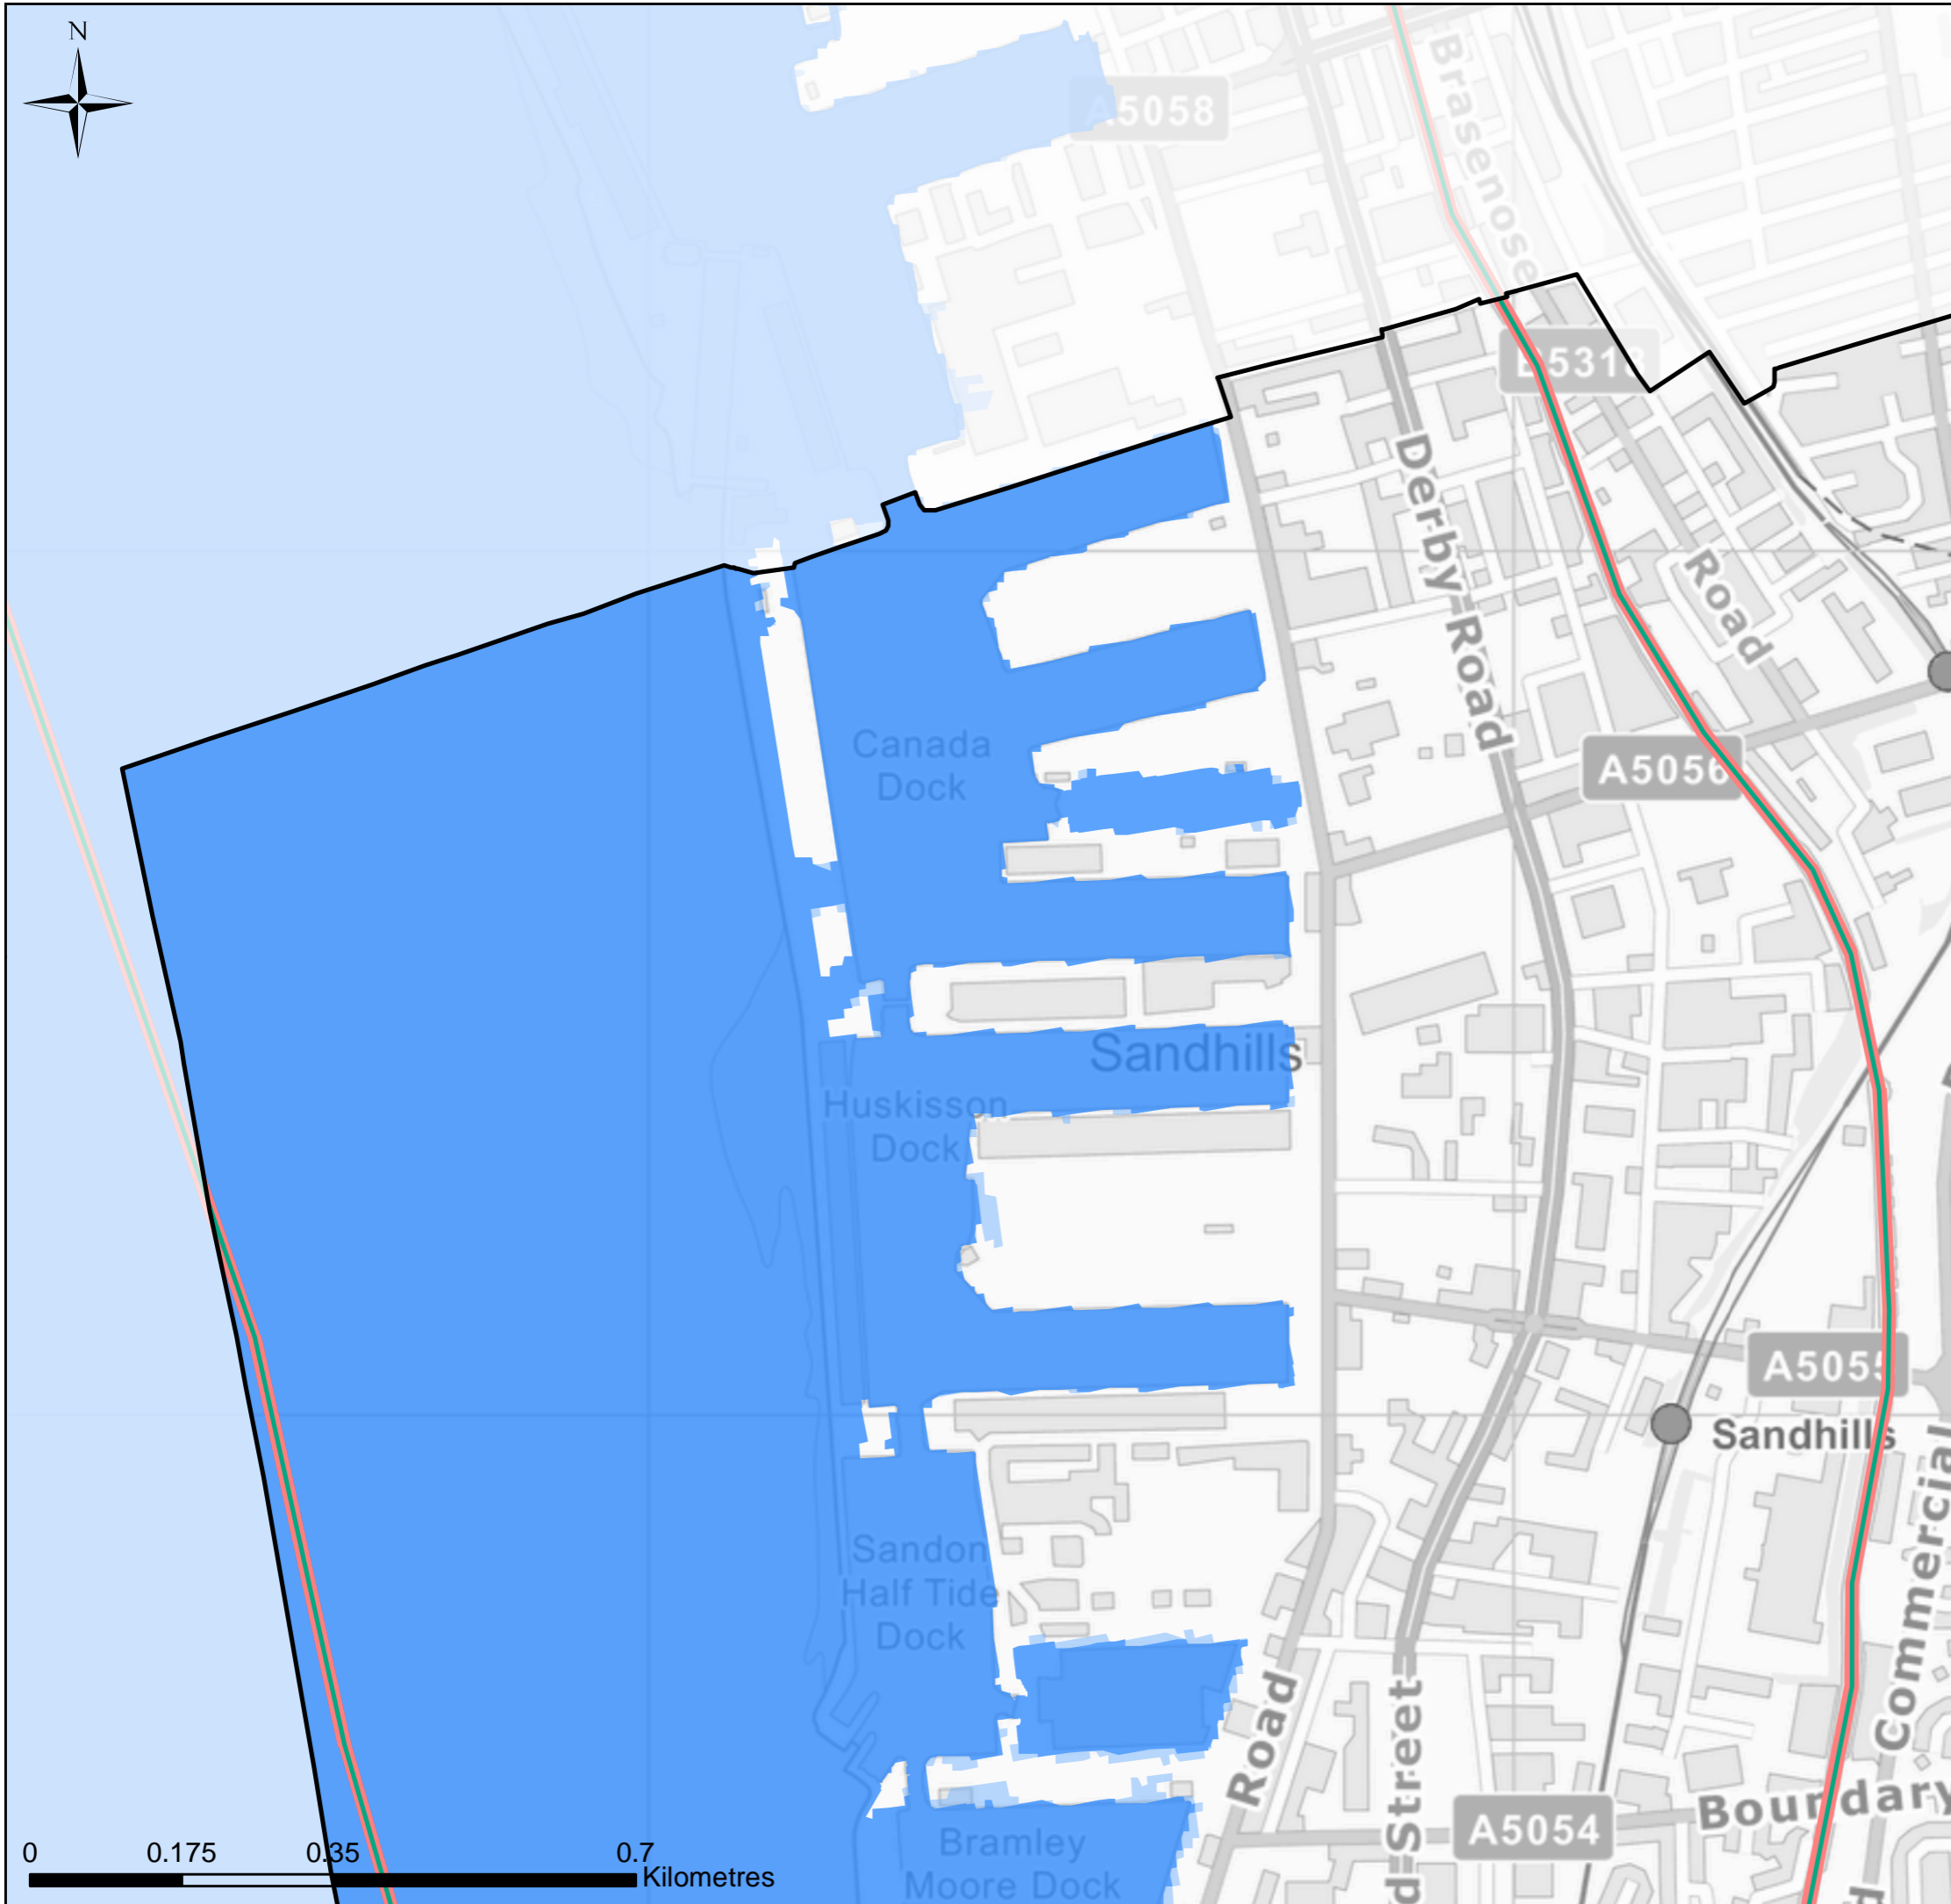 N
A5058
Brasenose
B5318
Derby Road
Road
Canada
Dock
A5056
Sandhills
Huskisson
Dock
A5055
Sandhills
Commercial
Sandon
Half Tide
Dock
Road
Street
Boundary
A5054
Bramley
Moore Dock
0 0.175 0.35 0.7
Kilometres